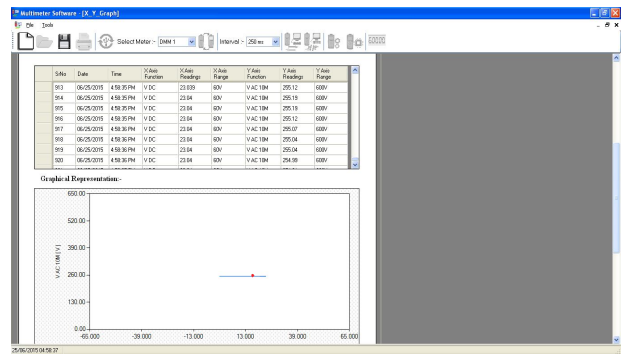 Multimeter Software - [X_Y_Graph]
File Tools
Select Meter :- DMM 1 Interval :- 250 ms
SrNo Date Time X Axis Function X Axis Readings X Axis Range Y Axis Function Y Axis Readings Y Axis Range
913 06/25/2015 4:58:35 PM V DC 23.039 60V V AC 10M 255.12 600V
914 06/25/2015 4:58:35 PM V DC 23.04 60V V AC 10M 255.19 600V
915 06/25/2015 4:58:35 PM V DC 23.04 60V V AC 10M 255.19 600V
916 06/25/2015 4:58:35 PM V DC 23.04 60V V AC 10M 255.12 600V
917 06/25/2015 4:58:36 PM V DC 23.04 60V V AC 10M 255.07 600V
918 06/25/2015 4:58:36 PM V DC 23.04 60V V AC 10M 255.04 600V
919 06/25/2015 4:58:36 PM V DC 23.04 60V V AC 10M 255.04 600V
920 06/25/2015 4:58:36 PM V DC 23.04 60V V AC 10M 254.99 600V
Graphical Representation:-
650.00
520.00
390.00
V AC 10M [ V ]
260.00
130.00
0.00
-65.000 -39.000 -13.000 13.000 39.000 65.000
25/06/2015 04:58:37